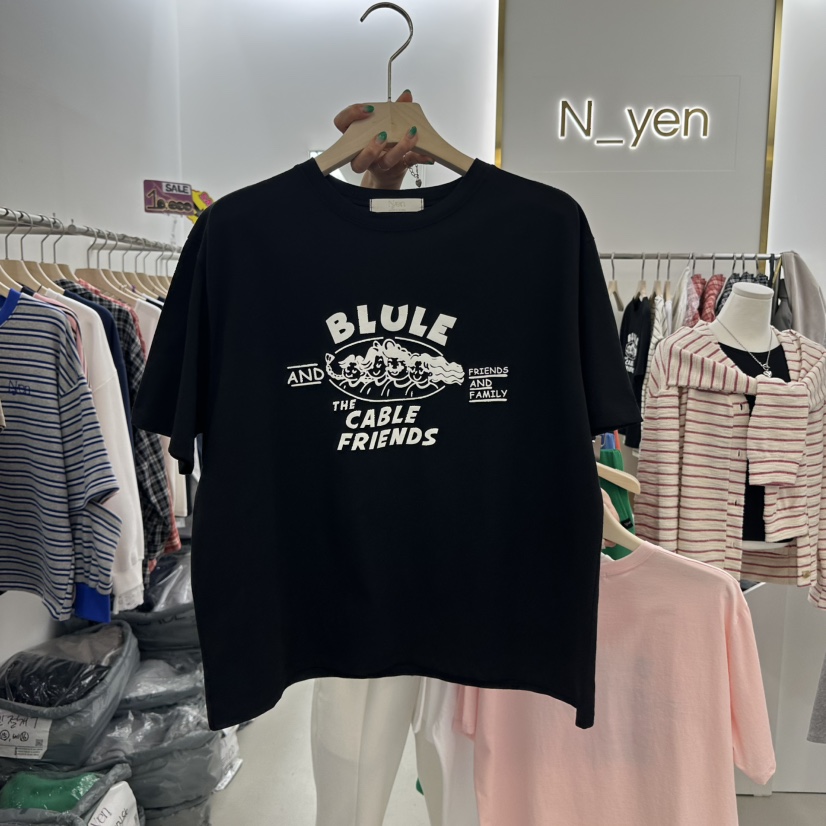 N_yen
SALE
BLULE
AND
FRIENDS
AND
FAMILY
THE
CABLE
FRIENDS